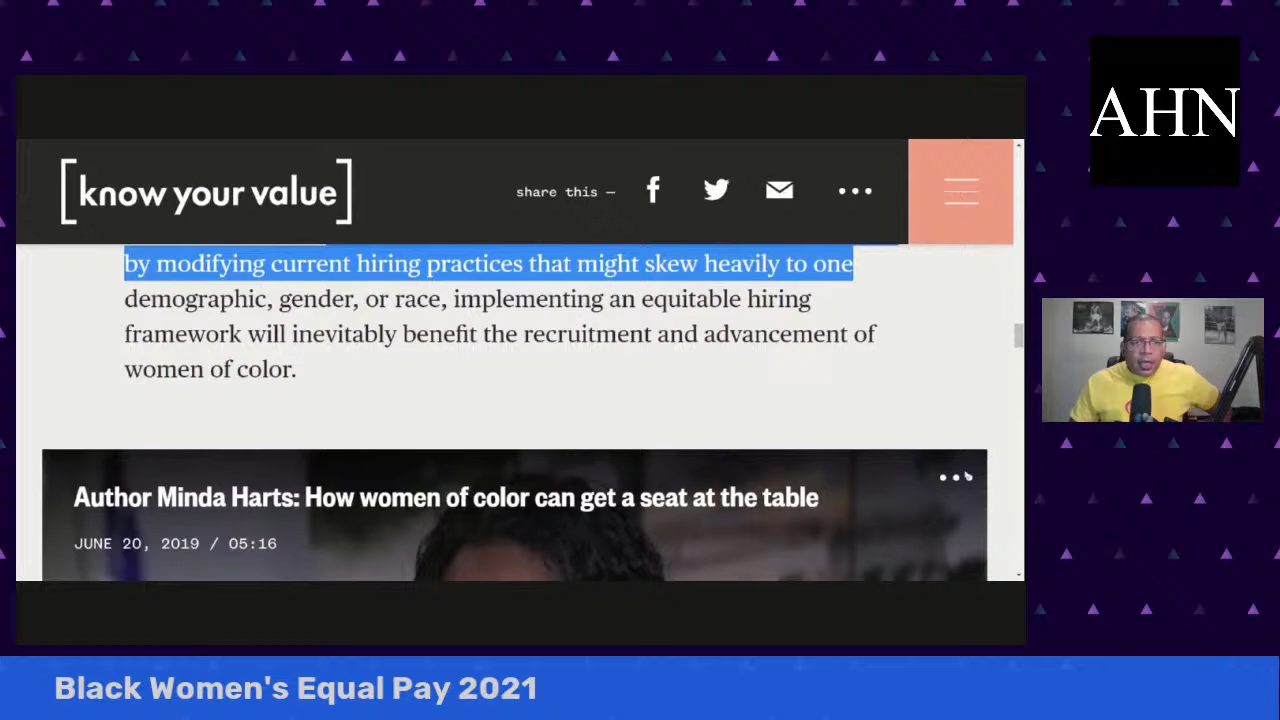 AHN
[know your value]
share this —
by modifying current hiring practices that might skew heavily to one
demographic, gender, or race, implementing an equitable hiring
framework will inevitably benefit the recruitment and advancement of
women of color.
Author Minda Harts: How women of color can get a seat at the table
JUNE 20, 2019 / 05:16
Black Women's Equal Pay 2021